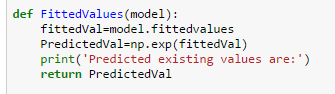 def FittedValues(model):
    fittedVal=model.fittedvalues
    PredictedVal=np.exp(fittedVal)
    print('Predicted existing values are:')
    return PredictedVal